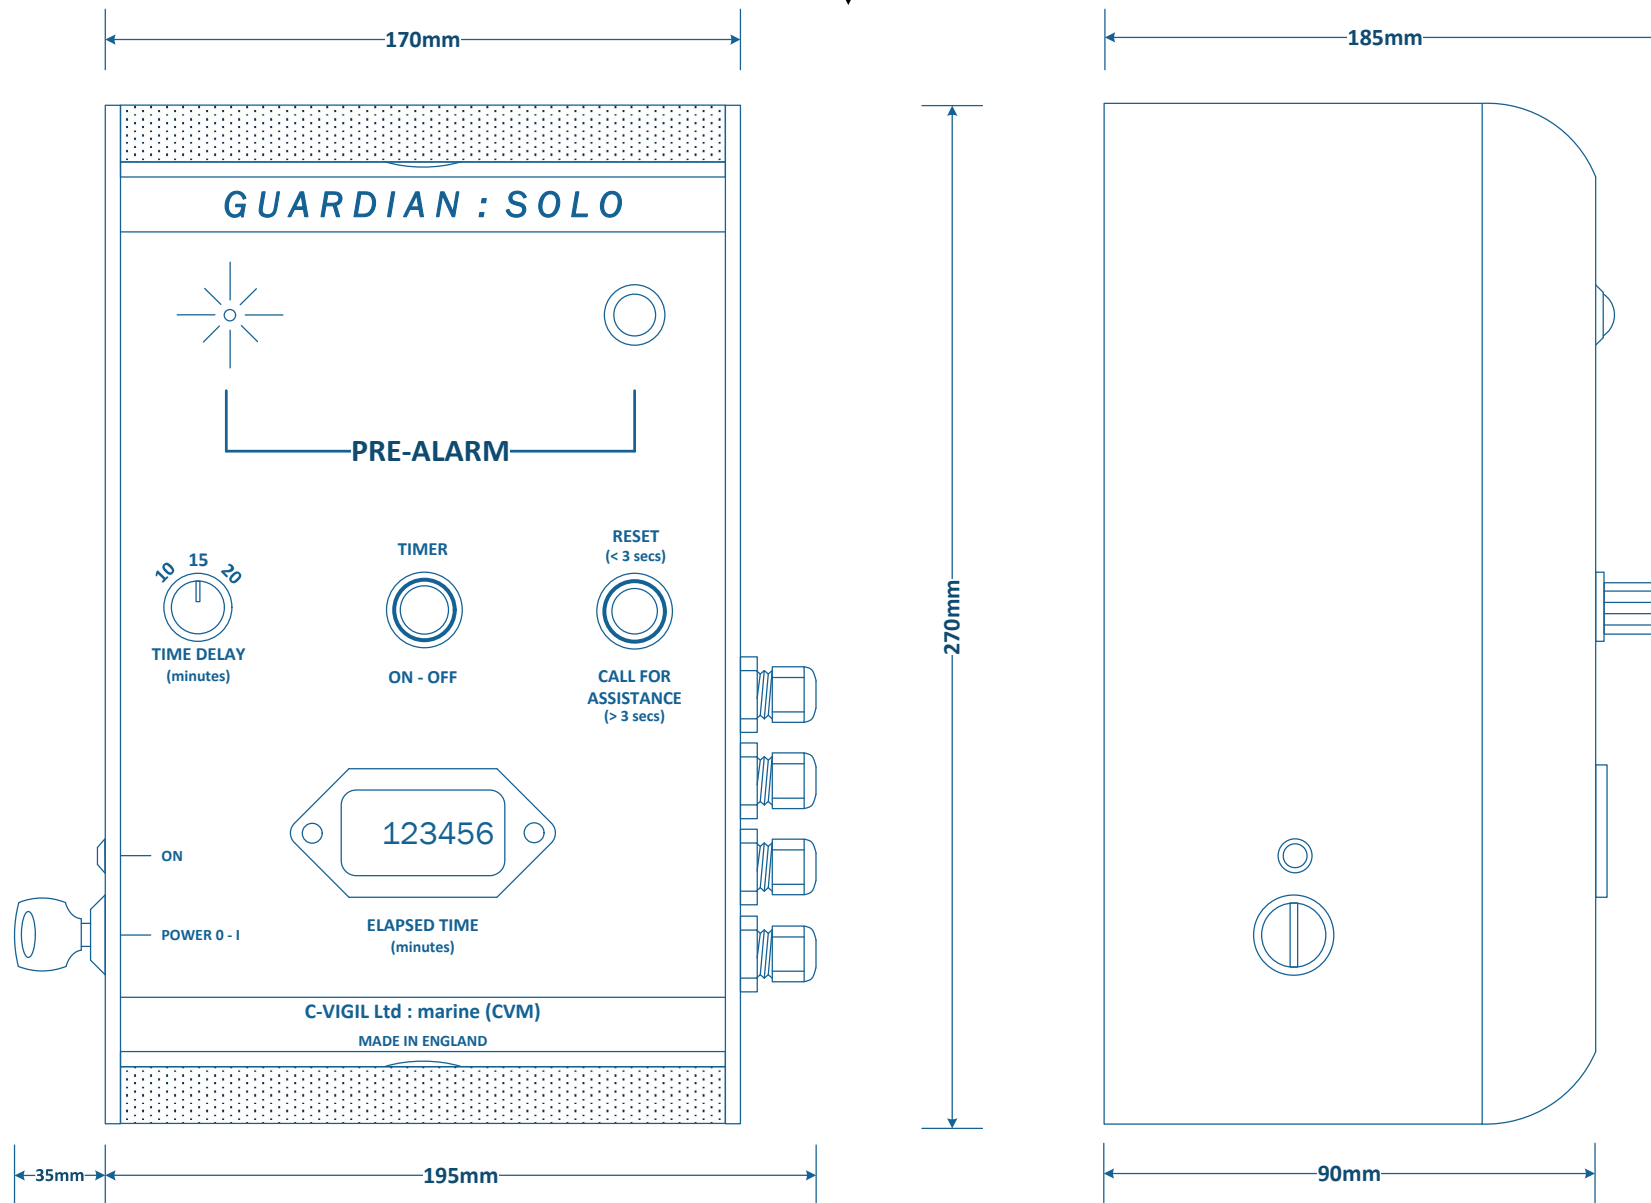 170mm
185mm
GUARDIAN : SOLO
PRE-ALARM
10 15 20
TIME DELAY
(minutes)
TIMER
ON - OFF
RESET
(< 3 secs)
CALL FOR
ASSISTANCE
(> 3 secs)
270mm
123456
ELAPSED TIME
(minutes)
ON
POWER 0 - I
C-VIGIL Ltd : marine (CVM)
MADE IN ENGLAND
35mm
195mm
90mm